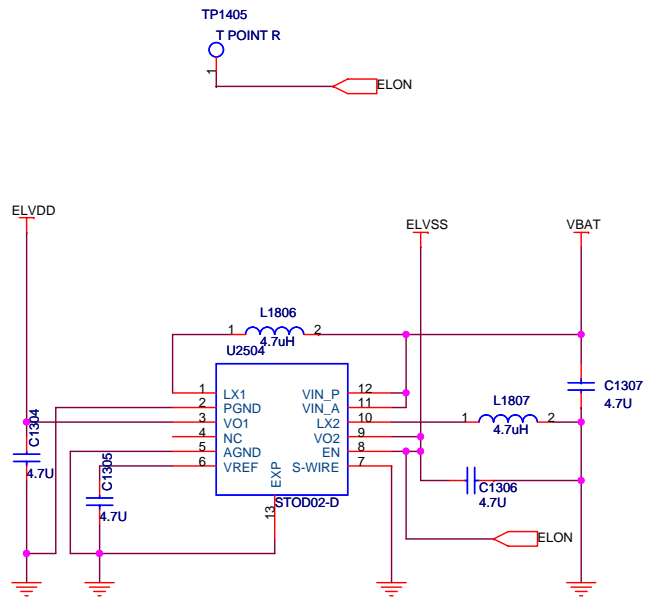 TP1405
T POINT R
1
ELON
ELVDD
ELVSS
VBAT
L1806
1 2
4.7uH
U2504
C1307
4.7U
1 LX1 VIN_P 12
2 PGND VIN_A 11
3 VO1 LX2 10
4 NC VO2 9
5 AGND EN 8
6 VREF S-WIRE 7
EXP
13
STOD02-D
L1807
1 2
4.7uH
C1304
4.7U
C1305
4.7U
C1306
4.7U
ELON